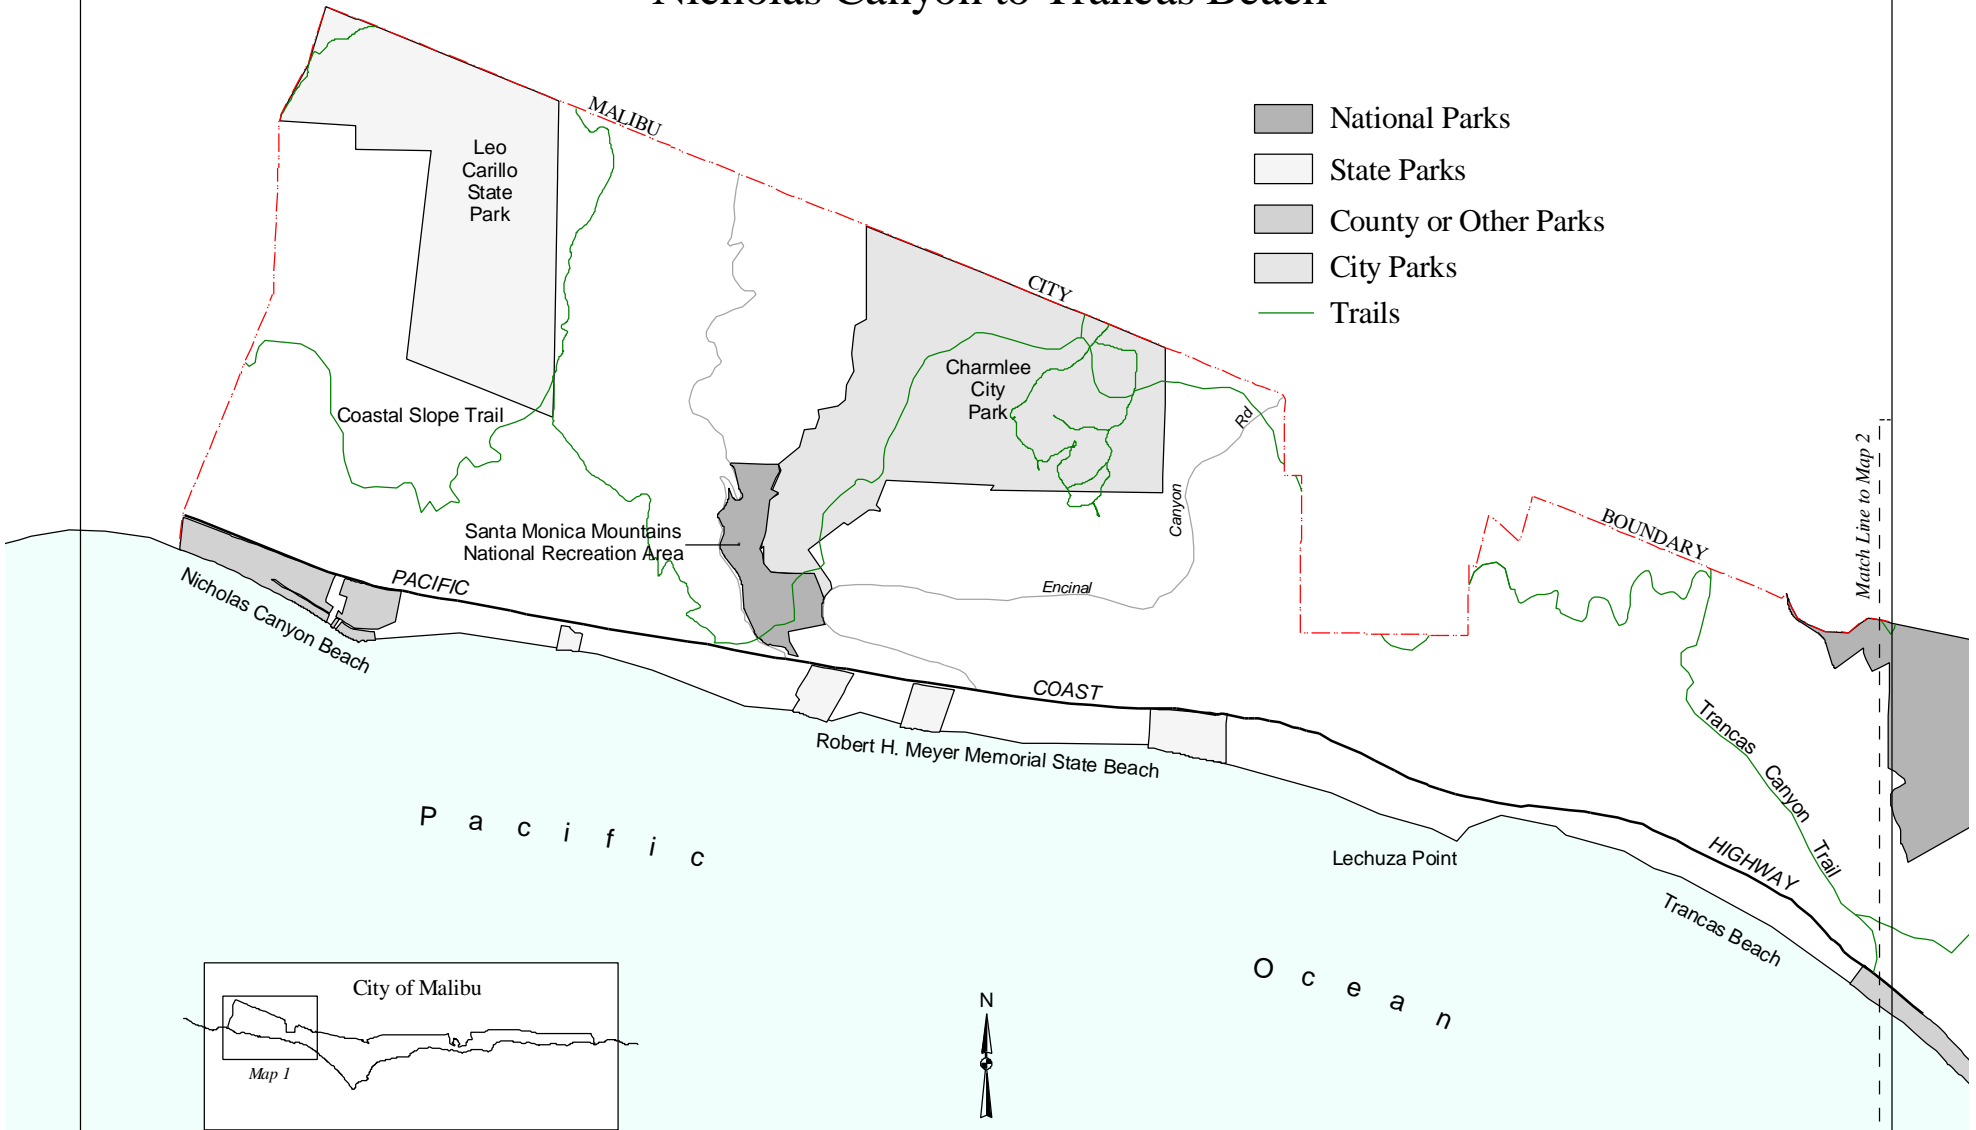 Nicholas Canyon to Trancas Beach
MALIBU
CITY
BOUNDARY
National Parks
State Parks
County or Other Parks
City Parks
Trails
Leo
Carillo
State
Park
Charmlee
City
Park
Coastal Slope Trail
Santa Monica Mountains
National Recreation Area
Encinal
Canyon
Rd
Match Line to Map 2
PACIFIC
COAST
HIGHWAY
Nicholas Canyon Beach
Robert H. Meyer Memorial State Beach
Lechuza Point
Trancas Canyon Trail
Trancas Beach
Pacific
Ocean
City of Malibu
Map 1
N